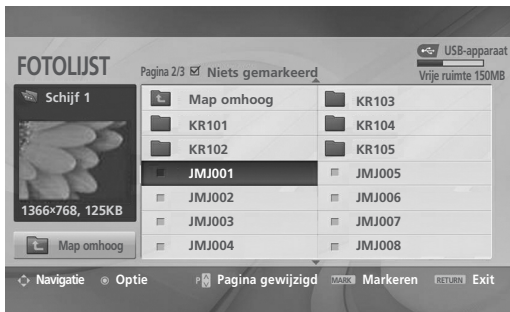 USB-apparaat
FOTOLIJST
Pagina 2/3 Niets gemarkeerd
Vrije ruimte 150MB
Schijf 1
Map omhoog KR103
KR101 KR104
KR102 KR105
JMJ001 JMJ005
JMJ002 JMJ006
JMJ003 JMJ007
JMJ004 JMJ008
1366×768, 125KB
Map omhoog
Navigatie Optie P Pagina gewijzigd MARK Markeren RETURN Exit